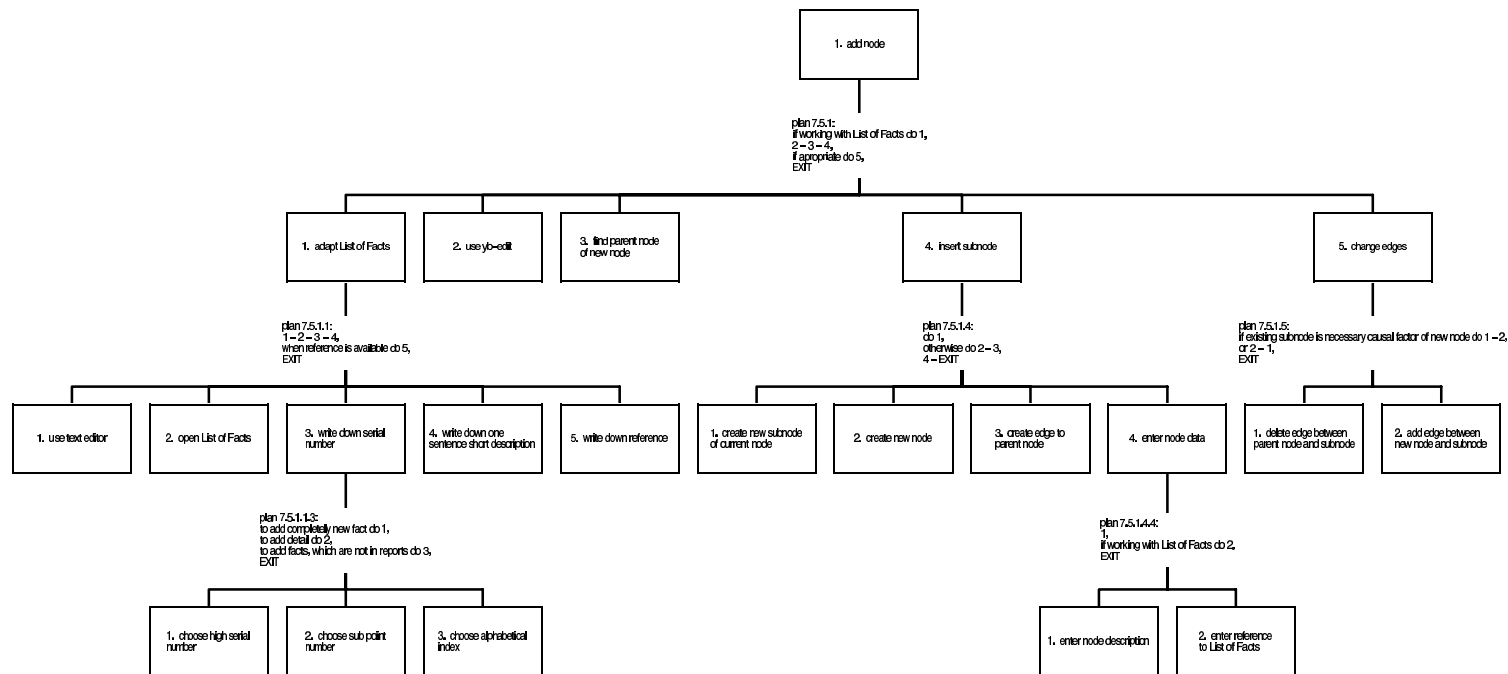 1. add node
plan 7.5.1:
if working with List of Facts do 1,
2 – 3 – 4,
if apropriate do 5,
EXIT
1. adapt List of Facts
2. use yb-edit
3. find parent node
of new node
4. insert subnode
5. change edges
plan 7.5.1.1:
1 – 2 – 3 – 4,
when reference is available do 5,
EXIT
plan 7.5.1.4:
do 1,
otherwise do 2 – 3,
4 – EXIT
plan 7.5.1.5:
if existing subnode is necessary causal factor of new node do 1 – 2,
or 2 – 1,
EXIT
1. use text editor
2. open List of Facts
3. write down serial
number
4. write down one
sentence short description
5. write down reference
1. create new subnode
of current node
2. create new node
3. create edge to
parent node
4. enter node data
1. delete edge between
parent node and subnode
2. add edge between
new node and subnode
plan 7.5.1.1.3:
to add completely new fact do 1,
to add detail do 2,
to add facts, which are not in reports do 3,
EXIT
plan 7.5.1.4.4:
1,
if working with List of Facts do 2,
EXIT
1. choose high serial
number
2. choose sub point
number
3. choose alphabetical
index
1. enter node description
2. enter reference
to List of Facts